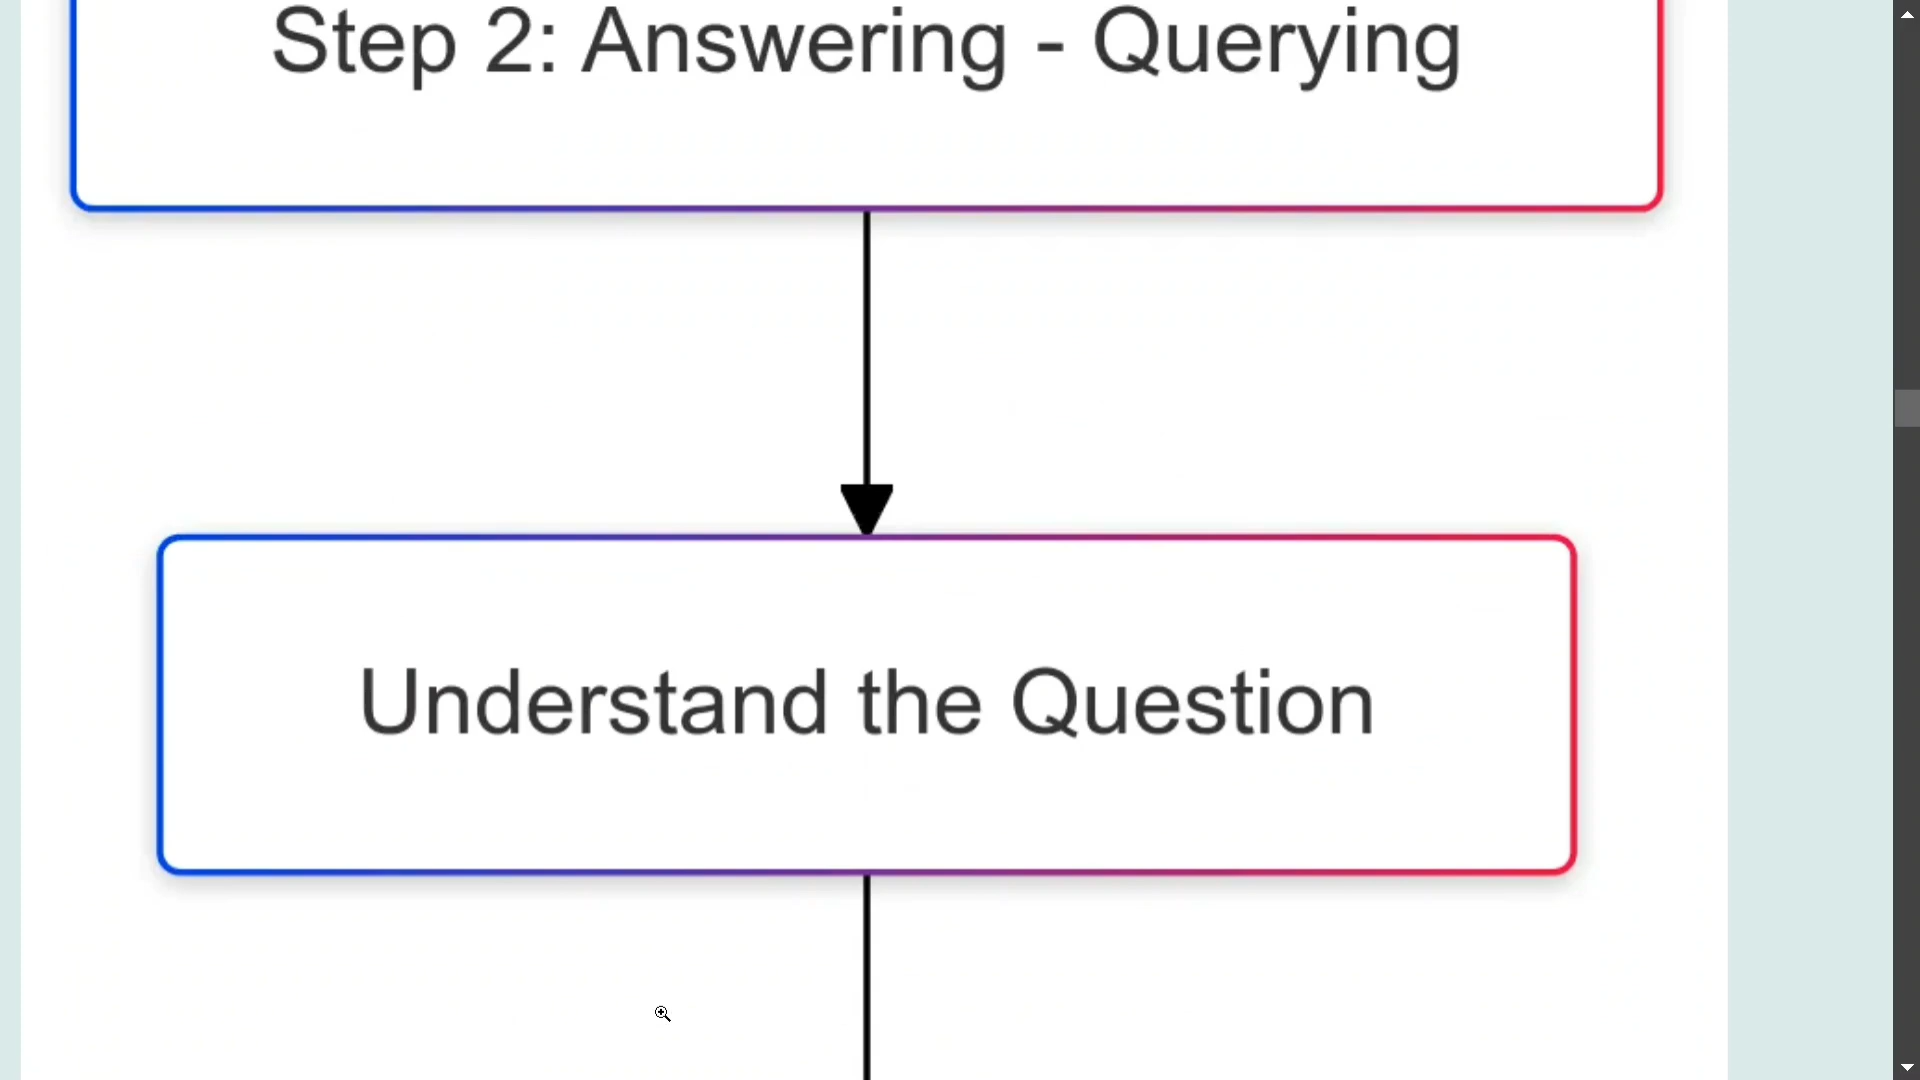 Step 2: Answering - Querying
Understand the Question